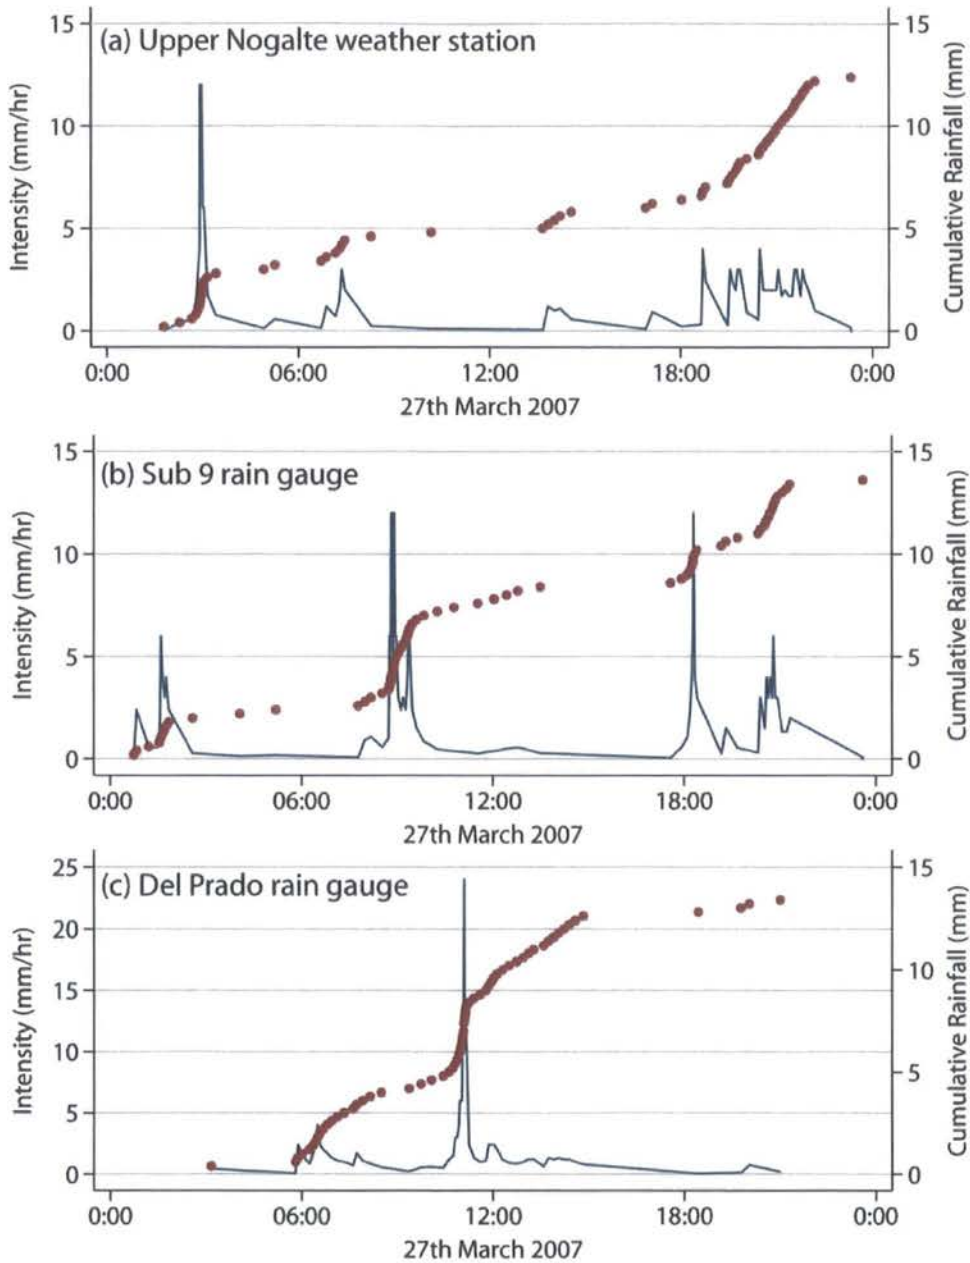 (a) Upper Nogalte weather station
15
10
5
0
Intensity (mm/hr)
15
10
5
0
Cumulative Rainfall (mm)
0:00 06:00 12:00 18:00 0:00
27th March 2007
(b) Sub 9 rain gauge
15
10
5
0
Intensity (mm/hr)
15
10
5
0
Cumulative Rainfall (mm)
0:00 06:00 12:00 18:00 0:00
27th March 2007
(c) Del Prado rain gauge
25
20
15
10
5
0
Intensity (mm/hr)
15
10
5
0
Cumulative Rainfall (mm)
0:00 06:00 12:00 18:00 0:00
27th March 2007